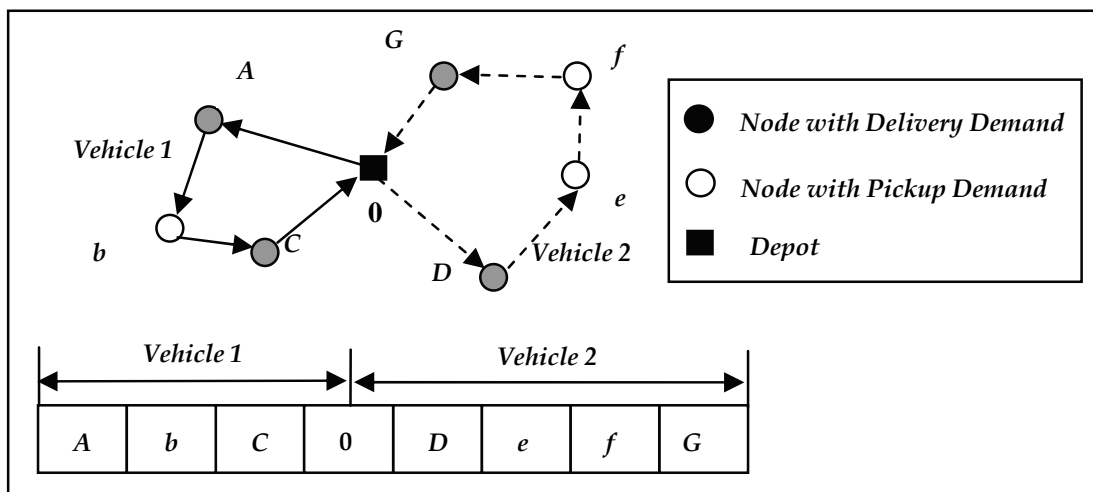 G
f
A
Node with Delivery Demand
Vehicle 1
Node with Pickup Demand
0
e
b
C
Depot
D
Vehicle 2
Vehicle 1
Vehicle 2
A b C 0 D e f G